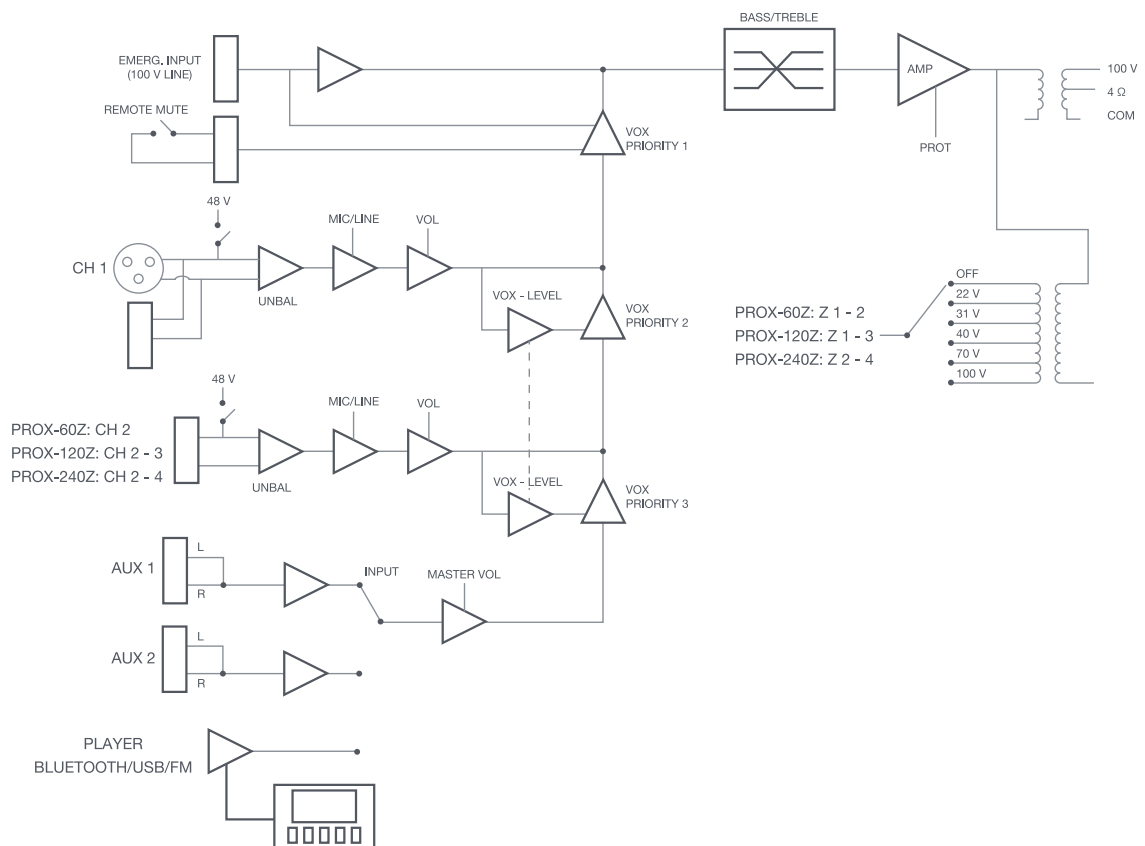 BASS/TREBLE
EMERG. INPUT
(100 V LINE)
AMP
100 V
4 Ω
COM
REMOTE MUTE
VOX
PRIORITY 1
PROT
48 V
MIC/LINE
VOL
CH 1
UNBAL
VOX - LEVEL
VOX
PRIORITY 2
OFF
22 V
31 V
40 V
70 V
100 V
PROX-60Z: Z 1 - 2
PROX-120Z: Z 1 - 3
PROX-240Z: Z 2 - 4
48 V
MIC/LINE
VOL
PROX-60Z: CH 2
PROX-120Z: CH 2 - 3
PROX-240Z: CH 2 - 4
UNBAL
VOX - LEVEL
VOX
PRIORITY 3
AUX 1
L
R
INPUT
MASTER VOL
AUX 2
L
R
PLAYER
BLUETOOTH/USB/FM